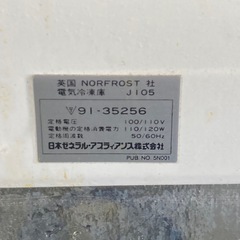 英国 NORFROST 社
電気冷凍庫 J105
91-35256
定格電圧 100/110V
電動機の定格消費電力 110/120W
定格周波数 50/60Hz
日本ゼネラル・アプライアンス株式会社
PUB NO 5N001